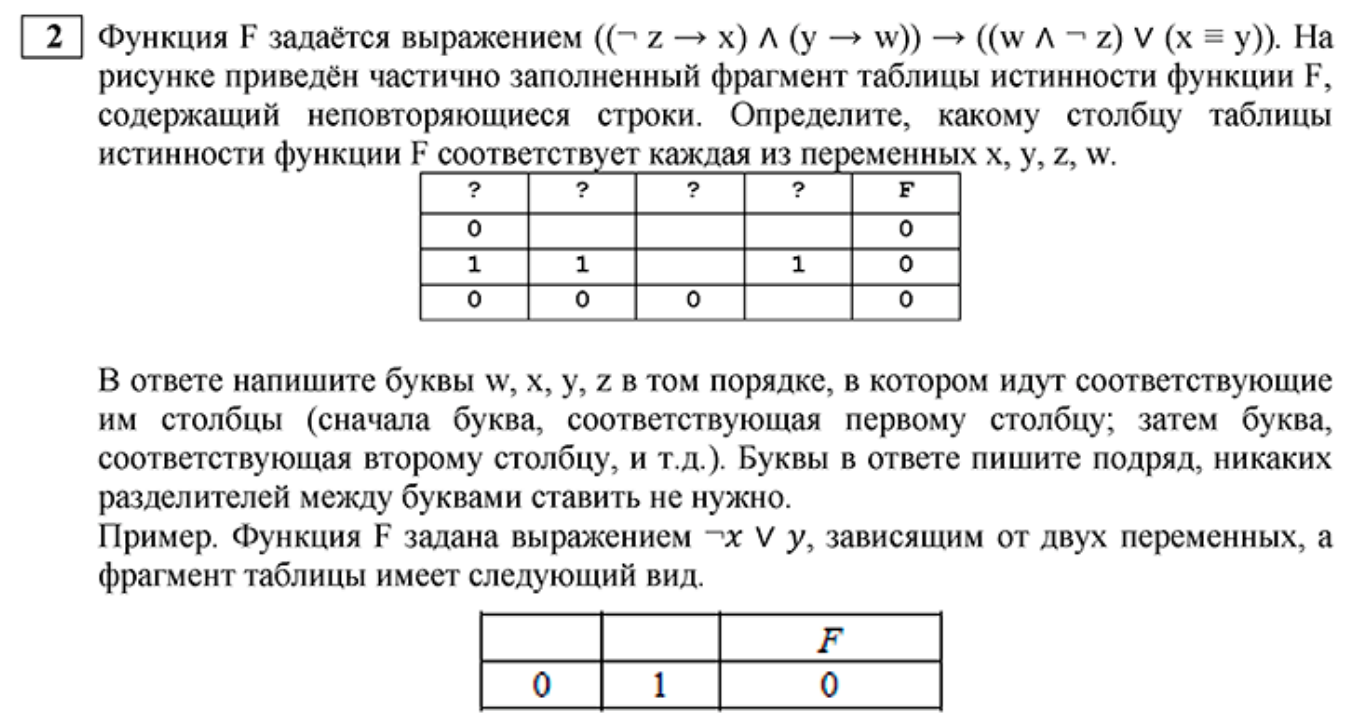 2 Функция F задаётся выражением ((¬ z → x) ∧ (y → w)) → ((w ∧ ¬ z) ∨ (x ≡ y)). На
рисунке приведён частично заполненный фрагмент таблицы истинности функции F,
содержащий неповторяющиеся строки. Определите, какому столбцу таблицы
истинности функции F соответствует каждая из переменных x, y, z, w.
? ? ? ? F
0 0
1 1 1 0
0 0 0 0
В ответе напишите буквы w, x, y, z в том порядке, в котором идут соответствующие
им столбцы (сначала буква, соответствующая первому столбцу; затем буква,
соответствующая второму столбцу, и т.д.). Буквы в ответе пишите подряд, никаких
разделителей между буквами ставить не нужно.
Пример. Функция F задана выражением ¬x ∨ y, зависящим от двух переменных, а
фрагмент таблицы имеет следующий вид.
F
0 1 0